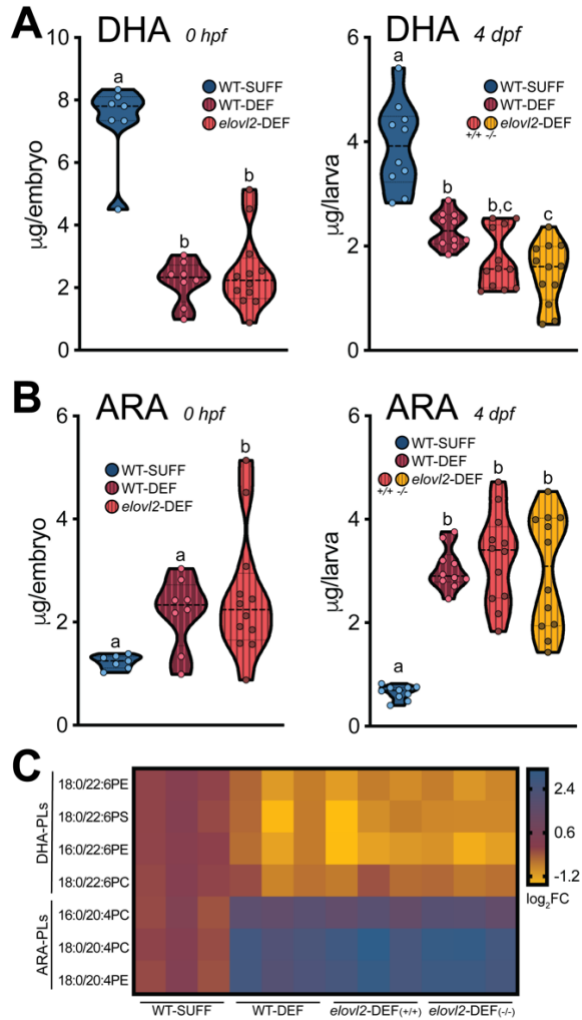 A
DHA 0 hpf
10
8
6
4
2
0
µg/embryo
a
b
b
WT-SUFF
WT-DEF
elovl2-DEF
DHA 4 dpf
6
4
2
0
µg/larva
a
b
b,c
c
WT-SUFF
WT-DEF
elovl2-DEF
+/+ -/-
B
ARA 0 hpf
6
4
2
0
µg/embryo
a
a
b
WT-SUFF
WT-DEF
elovl2-DEF
ARA 4 dpf
6
4
2
0
µg/larva
a
b
b
b
WT-SUFF
WT-DEF
elovl2-DEF
+/+ -/-
C
DHA-PLs
18:0/22:6PE
18:0/22:6PS
16:0/22:6PE
18:0/22:6PC
ARA-PLs
16:0/20:4PC
18:0/20:4PC
18:0/20:4PE
2.4
0.6
-1.2
log2FC
WT-SUFF WT-DEF elovl2-DEF(+/+) elovl2-DEF(-/-)